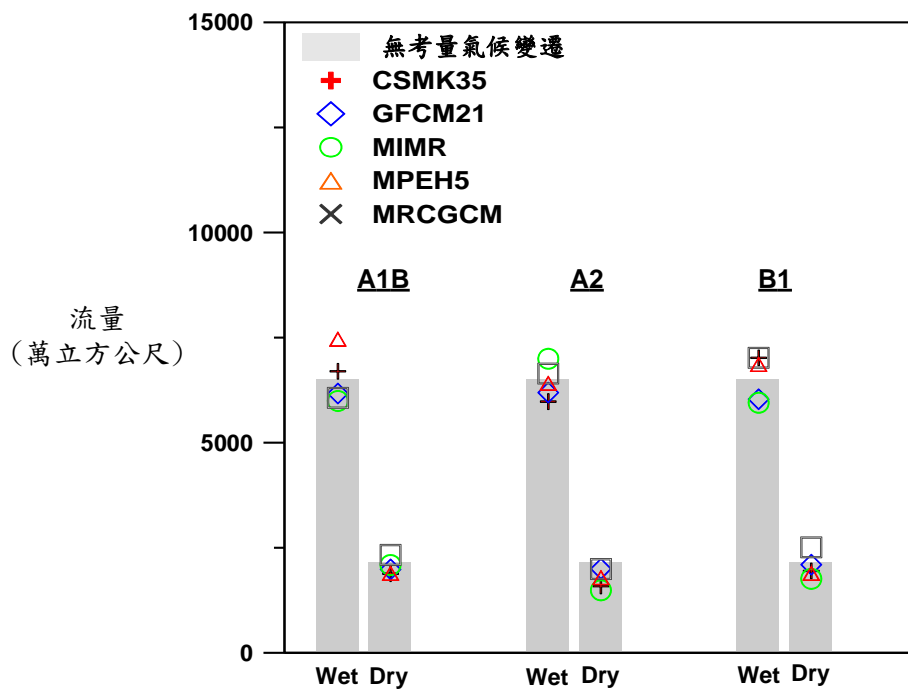 15000
無考量氣候變遷
CSMK35
GFCM21
MIMR
MPEH5
MRCGCM
10000
A1B A2 B1
流量
（萬立方公尺）
5000
0
Wet Dry Wet Dry Wet Dry